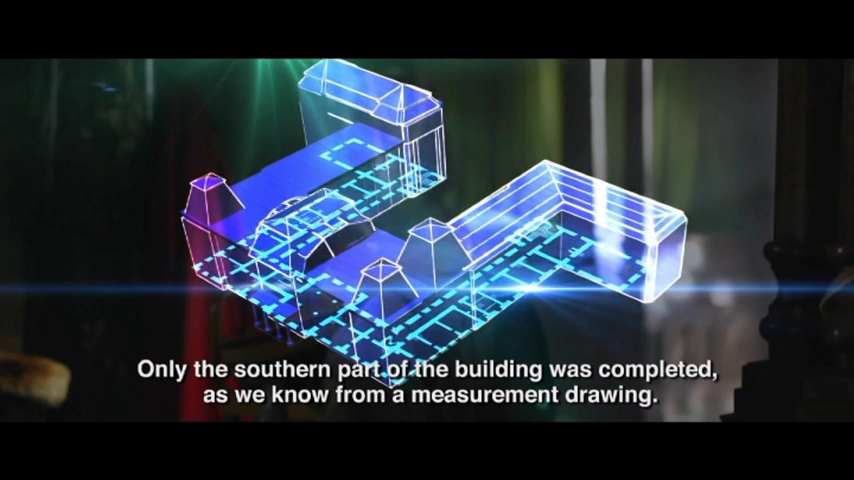 Only the southern part of the building was completed,
as we know from a measurement drawing.